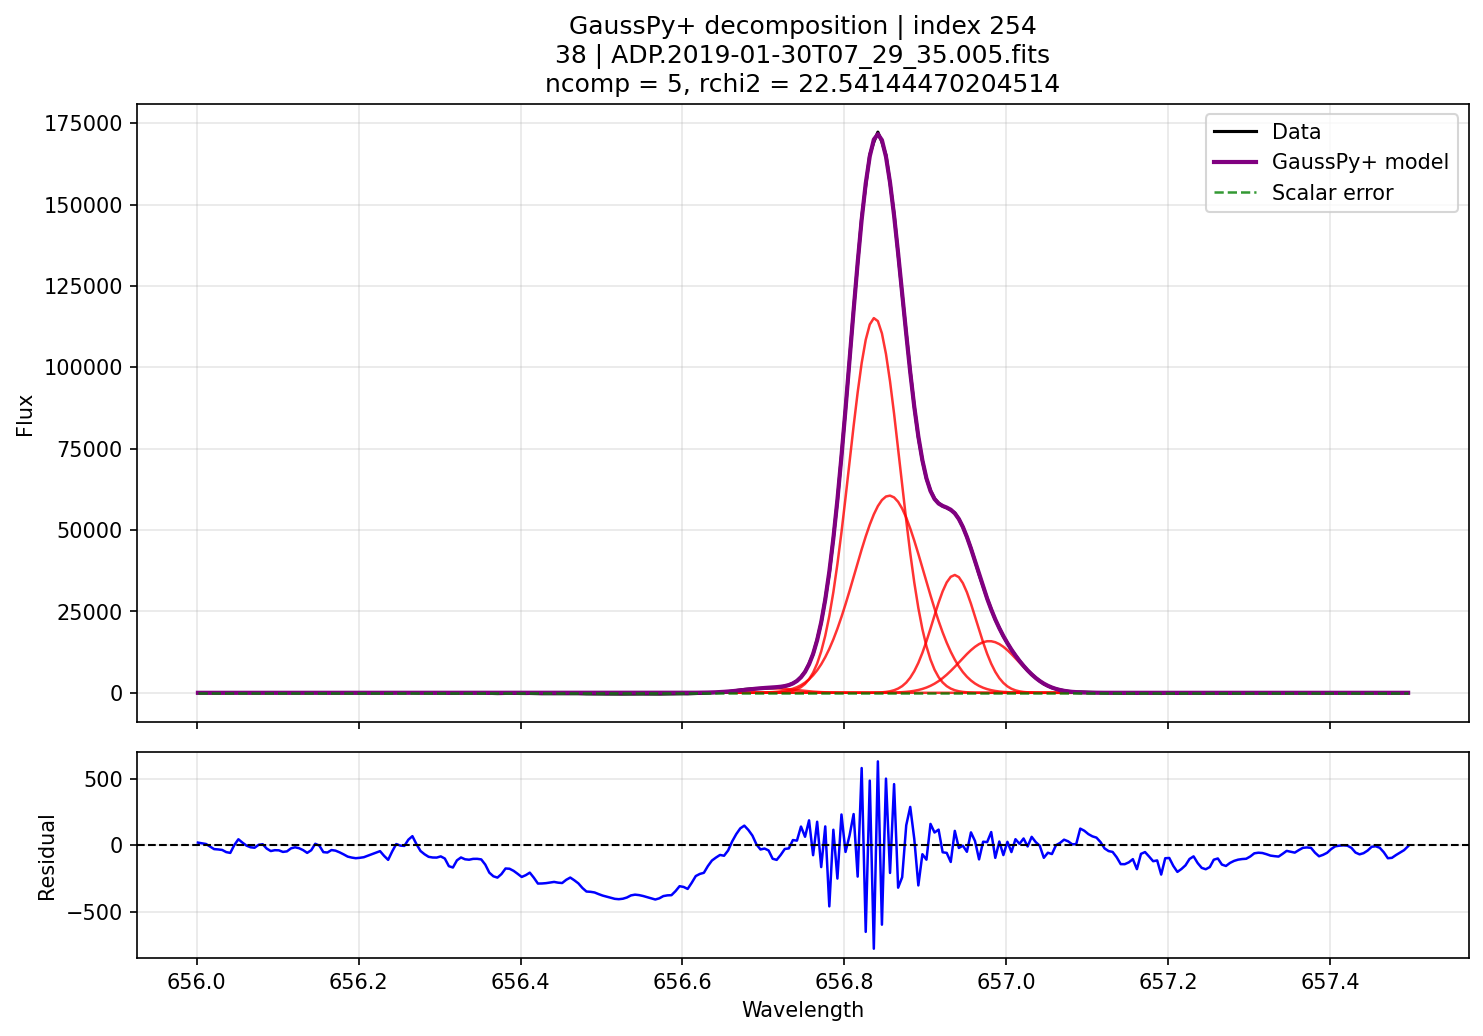 GaussPy+ decomposition | index 254
38 | ADP.2019-01-30T07_29_35.005.fits
ncomp = 5, rchi2 = 22.54144470204514
Data
GaussPy+ model
Scalar error
Flux
175000
150000
125000
100000
75000
50000
25000
0
Residual
500
0
−500
656.0
656.2
656.4
656.6
656.8
657.0
657.2
657.4
Wavelength